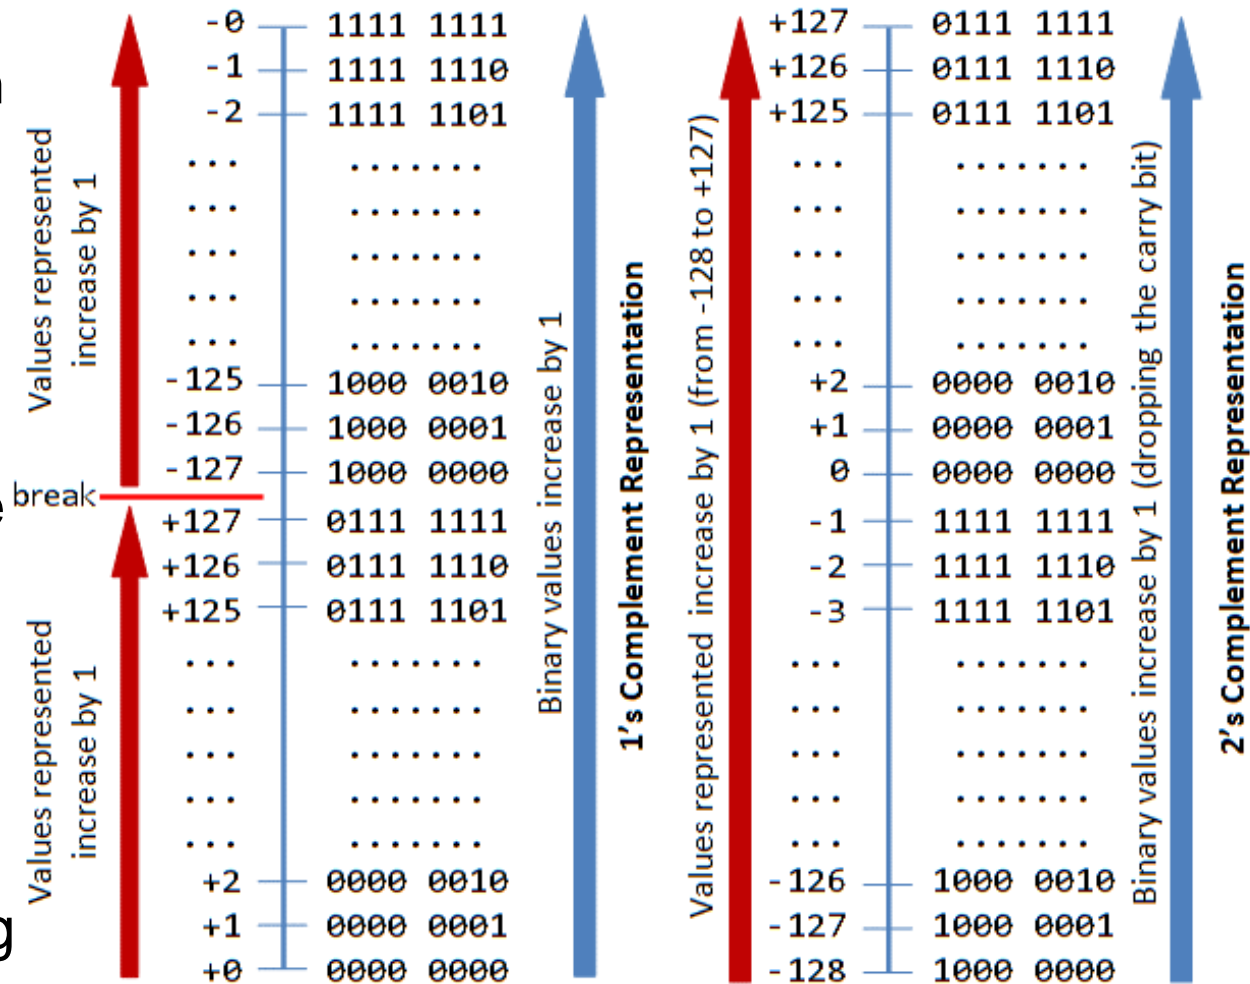 n
e
g
Values represented
increase by 1
Values represented
increase by 1
break
-0 1111 1111
-1 1111 1110
-2 1111 1101
... .......
... .......
... .......
... .......
... .......
-125 1000 0010
-126 1000 0001
-127 1000 0000
+127 0111 1111
+126 0111 1110
+125 0111 1101
... .......
... .......
... .......
... .......
... .......
+2 0000 0010
+1 0000 0001
+0 0000 0000
Binary values increase by 1
1's Complement Representation
Values represented increase by 1 (from -128 to +127)
+127 0111 1111
+126 0111 1110
+125 0111 1101
... .......
... .......
... .......
... .......
... .......
+2 0000 0010
+1 0000 0001
0 0000 0000
-1 1111 1111
-2 1111 1110
-3 1111 1101
... .......
... .......
... .......
... .......
... .......
-126 1000 0010
-127 1000 0001
-128 1000 0000
Binary values increase by 1 (dropping the carry bit)
2's Complement Representation